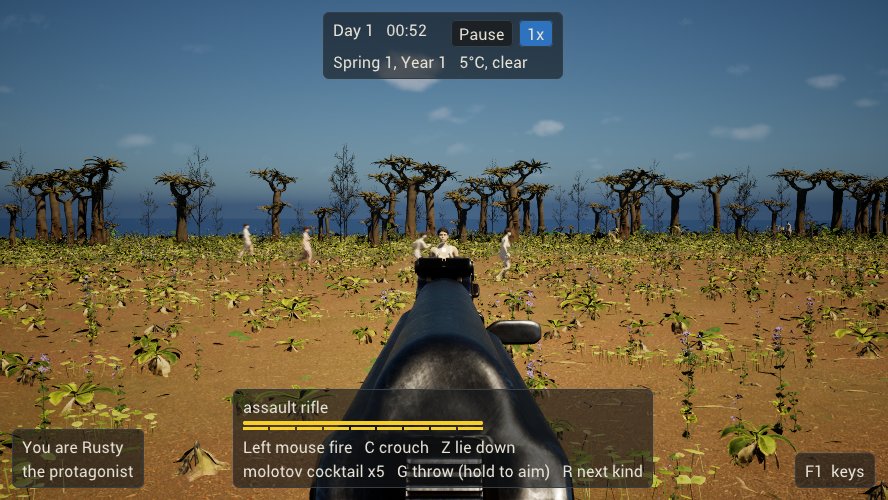 Day 1 00:52 Pause 1x
Spring 1, Year 1 5°C, clear
assault rifle
Left mouse fire C crouch Z lie down
molotov cocktail x5 G throw (hold to aim) R next kind
You are Rusty
the protagonist
F1 keys